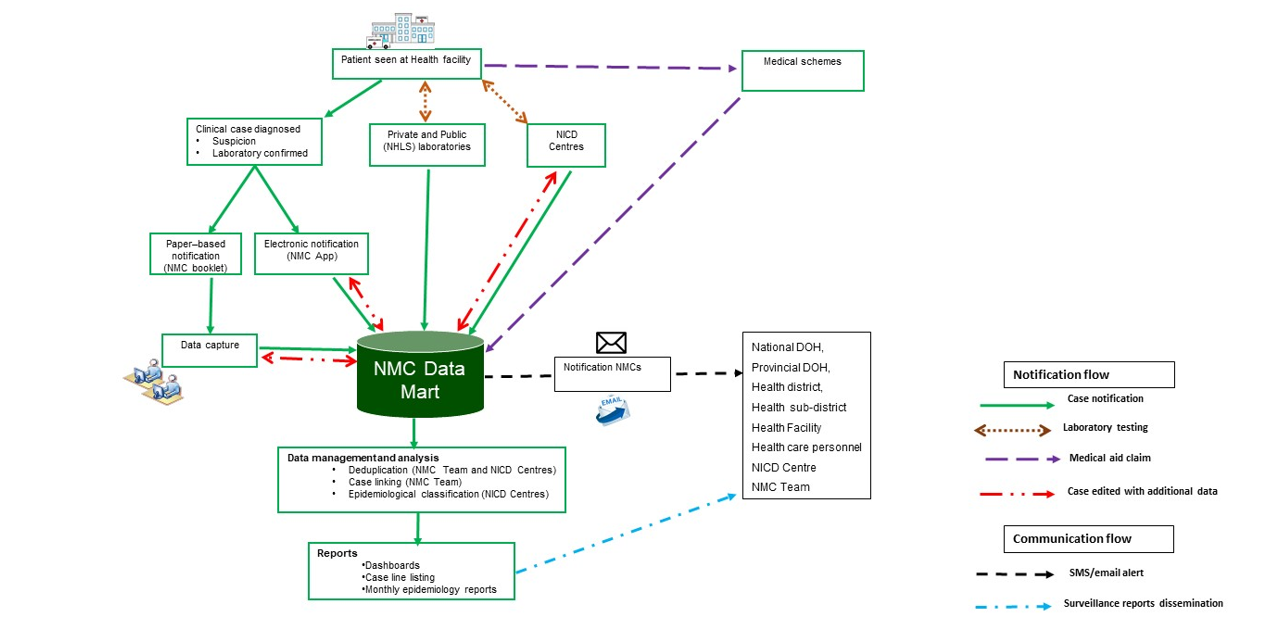 Patient seen at Health facility
Medical schemes
Clinical case diagnosed
• Suspicion
• Laboratory confirmed
Private and Public
(NHLS) laboratories
NICD
Centres
Paper–based
notification
(NMC booklet)
Electronic notification
(NMC App)
Data capture
NMC Data
Mart
Notification NMCs
EMAIL
National DOH,
Provincial DOH,
Health district,
Health sub-district
Health Facility
Health care personnel
NICD Centre
NMC Team
Data management and analysis
• Deduplication (NMC Team and NICD Centres)
• Case linking (NMC Team)
• Epidemiological classification (NICD Centres)
Reports
•Dashboards
•Case line listing
•Monthly epidemiology reports
Notification flow
Case notification
Laboratory testing
Medical aid claim
Case edited with additional data
Communication flow
SMS/email alert
Surveillance reports dissemination